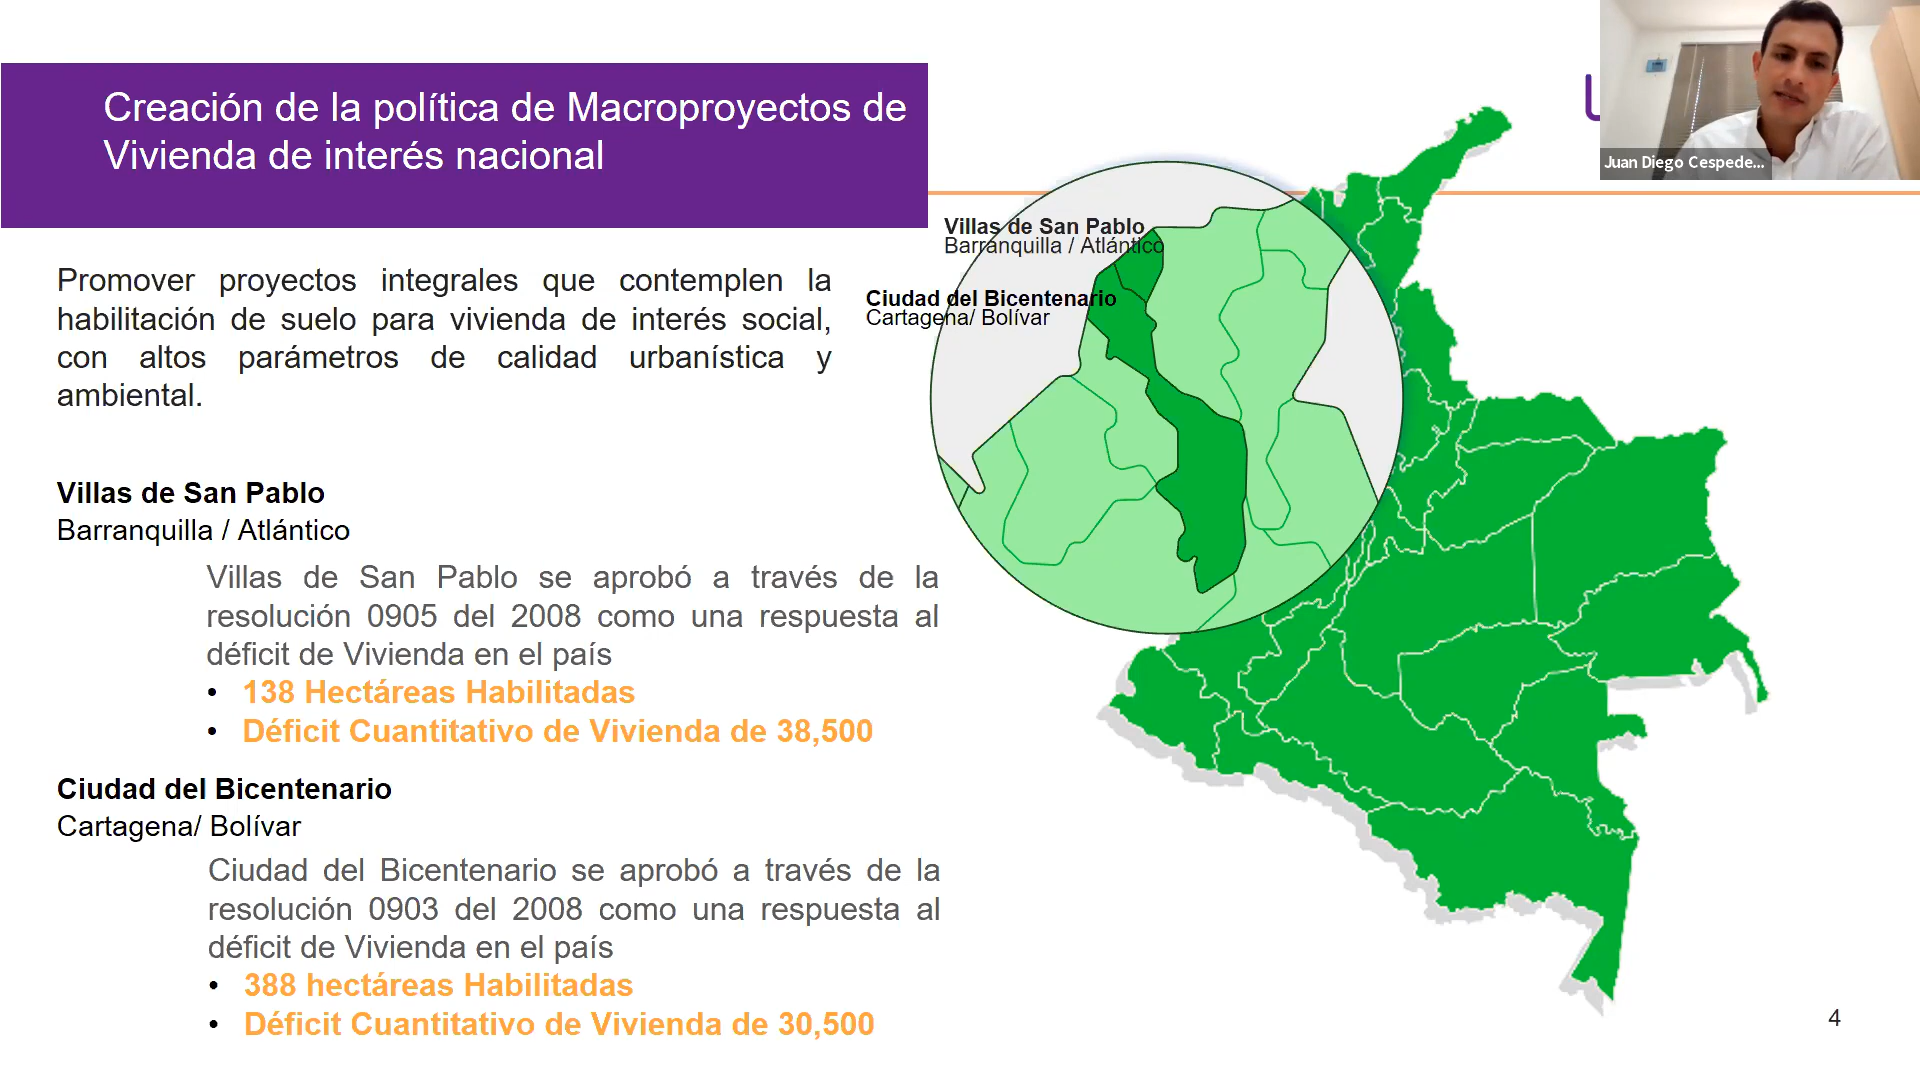 Creación de la política de Macroproyectos de
Vivienda de interés nacional
Juan Diego Cespede...
Villas de San Pablo
Barranquilla / Atlántico
Ciudad del Bicentenario
Cartagena/ Bolívar
Promover proyectos integrales que contemplen la
habilitación de suelo para vivienda de interés social,
con altos parámetros de calidad urbanística y
ambiental.
Villas de San Pablo
Barranquilla / Atlántico
Villas de San Pablo se aprobó a través de la
resolución 0905 del 2008 como una respuesta al
déficit de Vivienda en el país
• 138 Hectáreas Habilitadas
• Déficit Cuantitativo de Vivienda de 38,500
Ciudad del Bicentenario
Cartagena/ Bolívar
Ciudad del Bicentenario se aprobó a través de la
resolución 0903 del 2008 como una respuesta al
déficit de Vivienda en el país
• 388 hectáreas Habilitadas
• Déficit Cuantitativo de Vivienda de 30,500
4